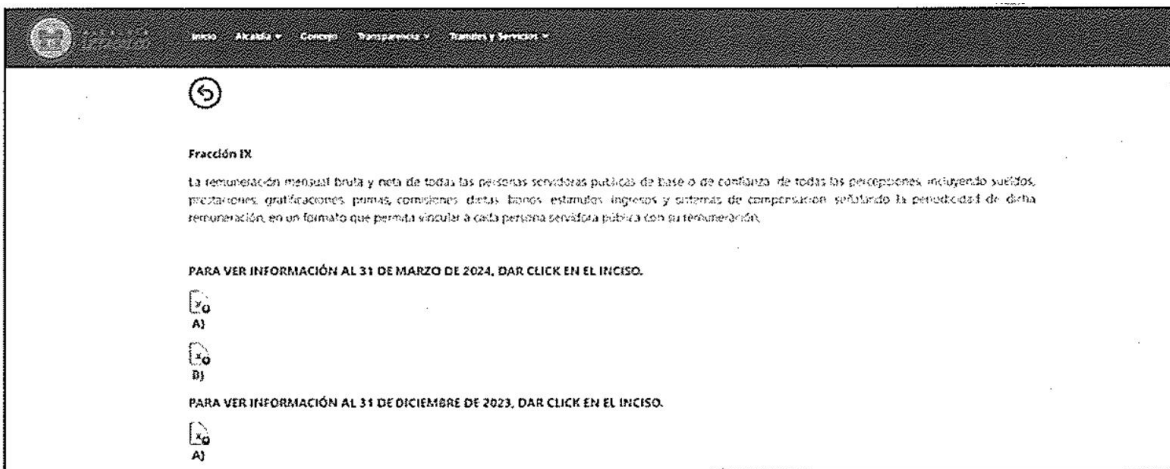 Inicio Alcaldía Concejo Transparencia Trámites y Servicios
Fracción IX
La remuneración mensual bruta y neta de todas las personas servidoras públicas de base o de confianza, de todas las percepciones, incluyendo sueldos,
prestaciones, gratificaciones, primas, comisiones, dietas, bonos, estímulos, ingresos y sistemas de compensación, señalando la periodicidad de dicha
remuneración, en un formato que permita vincular a cada persona servidora pública con su remuneración.
PARA VER INFORMACIÓN AL 31 DE MARZO DE 2024, DAR CLICK EN EL INCISO.
A)
B)
PARA VER INFORMACIÓN AL 31 DE DICIEMBRE DE 2023, DAR CLICK EN EL INCISO.
A)